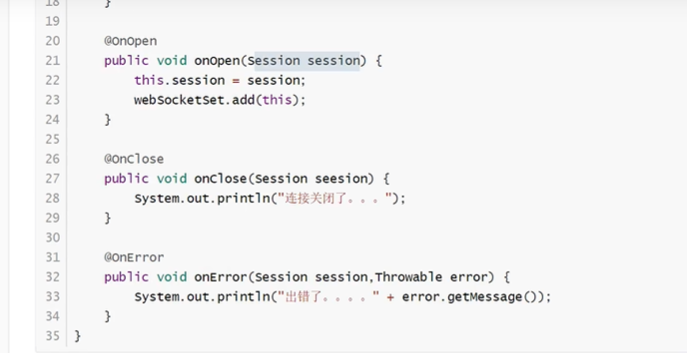 18 }
19
20 @OnOpen
21 public void onOpen(Session session) {
22 this.session = session;
23 webSocketSet.add(this);
24 }
25
26 @OnClose
27 public void onClose(Session seesion) {
28 System.out.println("连接关闭了。。。");
29 }
30
31 @OnError
32 public void onError(Session session,Throwable error) {
33 System.out.println("出错了。。。。" + error.getMessage());
34 }
35 }